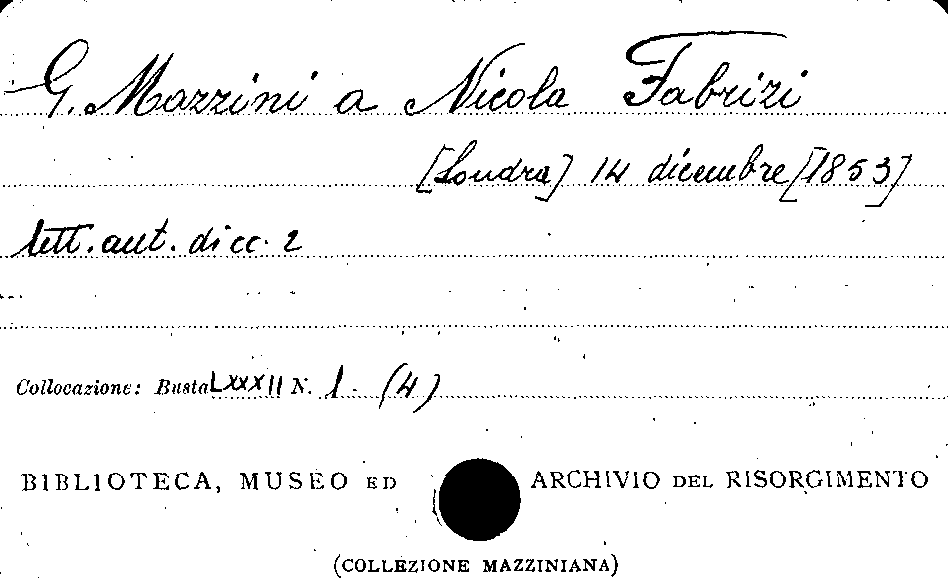 G. Mazzini a Nicola Fabrizi
[Londra] 14 dicembre [1853]
lett. aut. di cc. 2
Collocazione: Busta LXXXII N. 1. (4)
BIBLIOTECA, MUSEO ED ARCHIVIO DEL RISORGIMENTO
(COLLEZIONE MAZZINIANA)